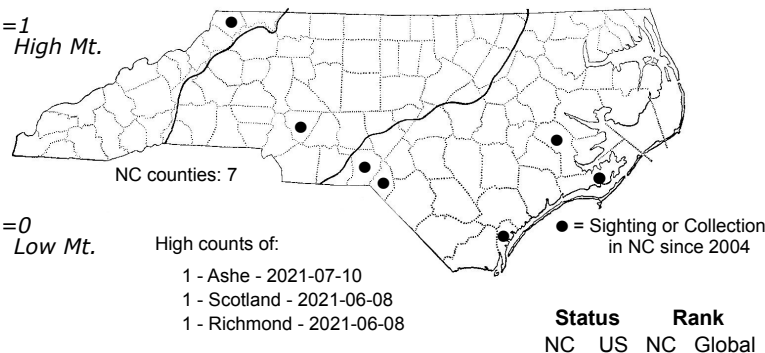 =1
High Mt.
NC counties: 7
=0
Low Mt.
High counts of:
1 - Ashe - 2021-07-10
1 - Scotland - 2021-06-08
1 - Richmond - 2021-06-08
● = Sighting or Collection
in NC since 2004
Status Rank
NC US NC Global